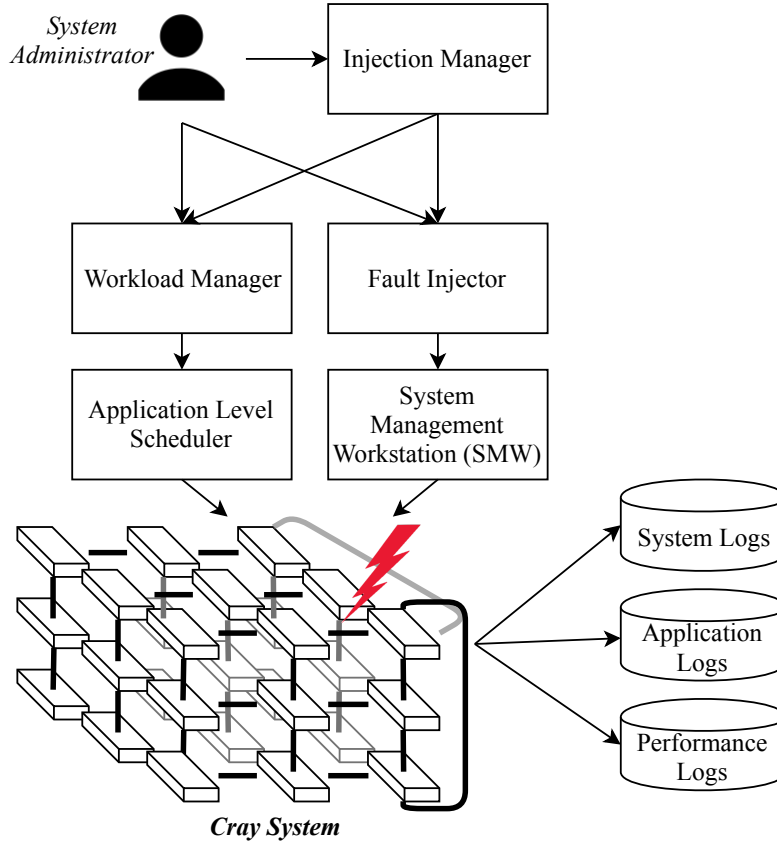 System
Administrator
Injection Manager
Workload Manager
Fault Injector
Application Level
Scheduler
System
Management
Workstation (SMW)
System Logs
Application
Logs
Performance
Logs
Cray System